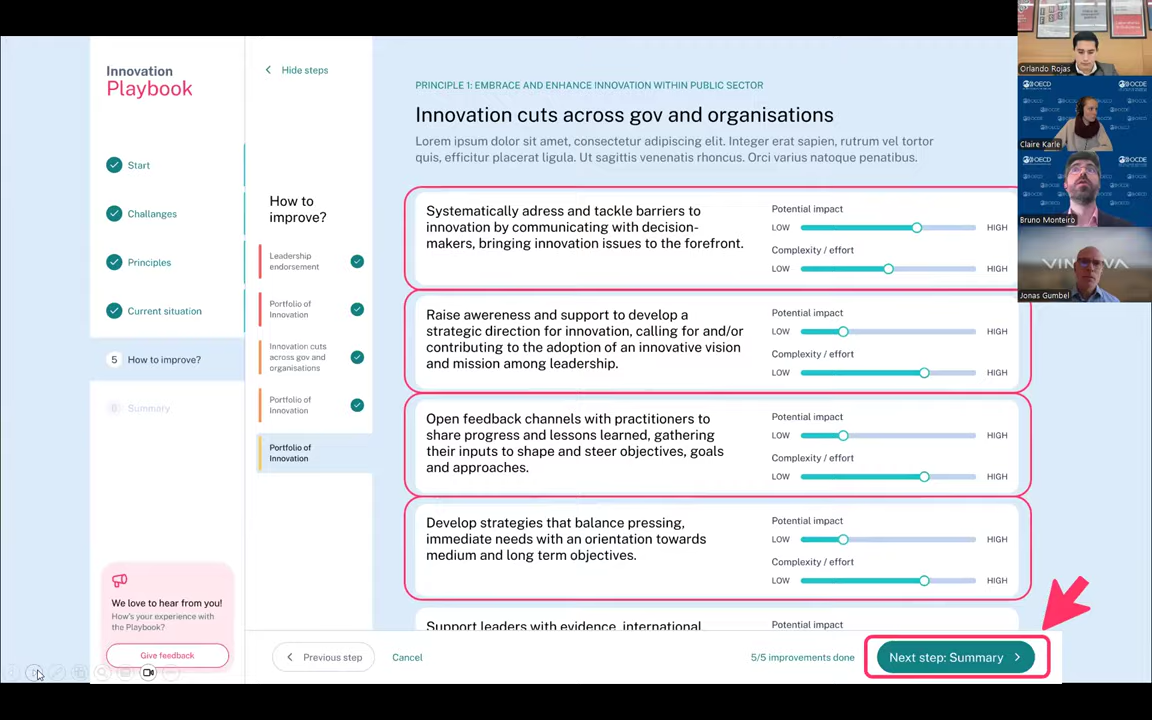 Innovation
Playbook
Start
Challanges
Principles
Current situation
5 How to improve?
6 Summary
We love to hear from you!
How's your experience with
the Playbook?
Give feedback
Hide steps
How to
improve?
Leadership
endorsement
Portfolio of
Innovation
Innovation cuts
across gov and
organisations
Portfolio of
Innovation
Portfolio of
Innovation
PRINCIPLE 1: EMBRACE AND ENHANCE INNOVATION WITHIN PUBLIC SECTOR
Innovation cuts across gov and organisations
Lorem ipsum dolor sit amet, consectetur adipiscing elit. Integer erat sapien, rutrum vel tortor
quis, efficitur placerat ligula. Ut sagittis venenatis rhoncus. Orci varius natoque penatibus.
Systematically adress and tackle barriers to
innovation by communicating with decision-
makers, bringing innovation issues to the forefront.
Potential impact
LOW HIGH
Complexity / effort
LOW HIGH
Raise awereness and support to develop a
strategic direction for innovation, calling for and/or
contributing to the adoption of an innovative vision
and mission among leadership.
Potential impact
LOW HIGH
Complexity / effort
LOW HIGH
Open feedback channels with practitioners to
share progress and lessons learned, gathering
their inputs to shape and steer objectives, goals
and approaches.
Potential impact
LOW HIGH
Complexity / effort
LOW HIGH
Develop strategies that balance pressing,
immediate needs with an orientation towards
medium and long term objectives.
Potential impact
LOW HIGH
Complexity / effort
LOW HIGH
Support leaders with evidence, international
Potential impact
Previous step
Cancel
5/5 improvements done
Next step: Summary
Orlando Rojas
OECD
OCDE
Claire Karle
OECD
OCDE
Bruno Monteiro
Jonas Gumbel